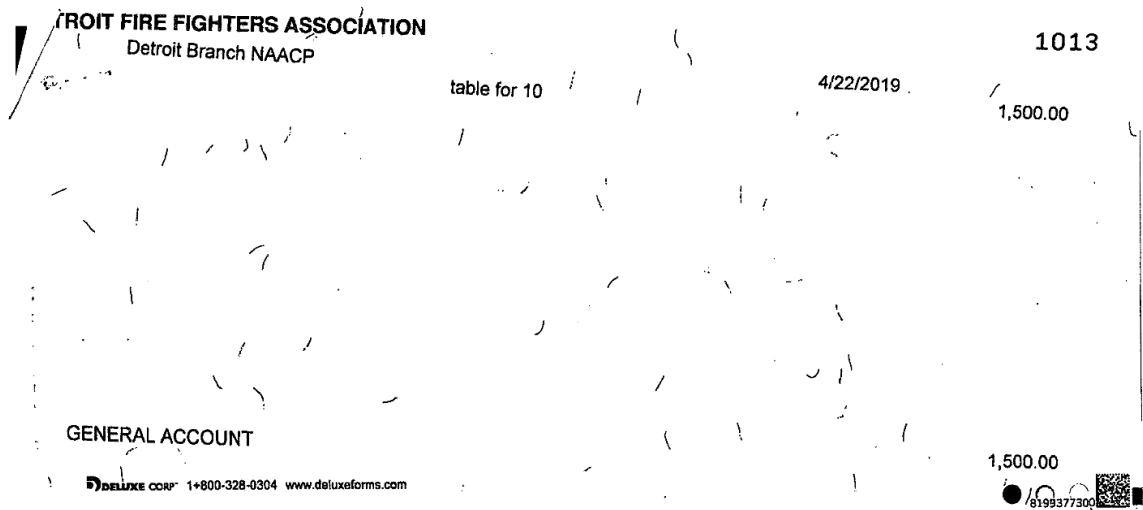 TROIT FIRE FIGHTERS ASSOCIATION
1013
Detroit Branch NAACP
table for 10
4/22/2019
1,500.00
GENERAL ACCOUNT
1,500.00
DELUXE CORP 1+800-328-0304 www.deluxeforms.com
8199377300